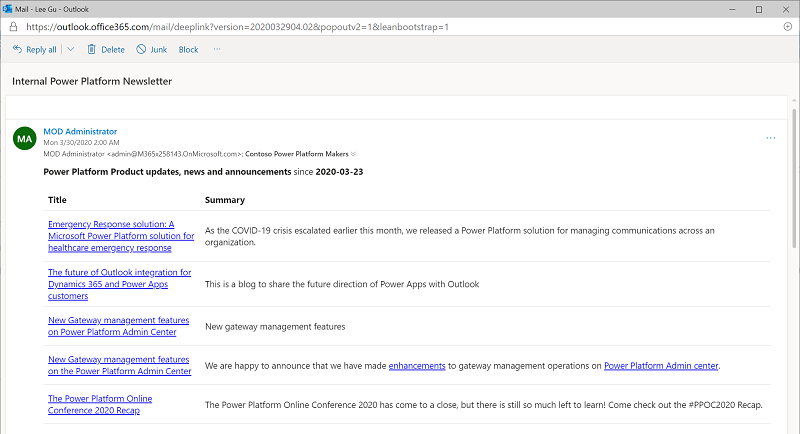 Mail - Lee Gu - Outlook
https://outlook.office365.com/mail/deeplink?version=2020032904.02&popoutv2=1&leanbootstrap=1
Reply all Delete Junk Block ...
Internal Power Platform Newsletter
MA
MOD Administrator
Mon 3/30/2020 2:00 AM
MOD Administrator <admin@M365x258143.OnMicrosoft.com>; Contoso Power Platform Makers
Power Platform Product updates, news and announcements since 2020-03-23
Title Summary
Emergency Response solution: A
Microsoft Power Platform solution for
healthcare emergency response
As the COVID-19 crisis escalated earlier this month, we released a Power Platform solution for managing communications across an
organization.
The future of Outlook integration for
Dynamics 365 and Power Apps
customers
This is a blog to share the future direction of Power Apps with Outlook
New Gateway management features
on Power Platform Admin Center
New gateway management features
New Gateway management features
on the Power Platform Admin Center
We are happy to announce that we have made enhancements to gateway management operations on Power Platform Admin center.
The Power Platform Online
Conference 2020 Recap
The Power Platform Online Conference 2020 has come to a close, but there is still so much left to learn! Come check out the #PPOC2020 Recap.